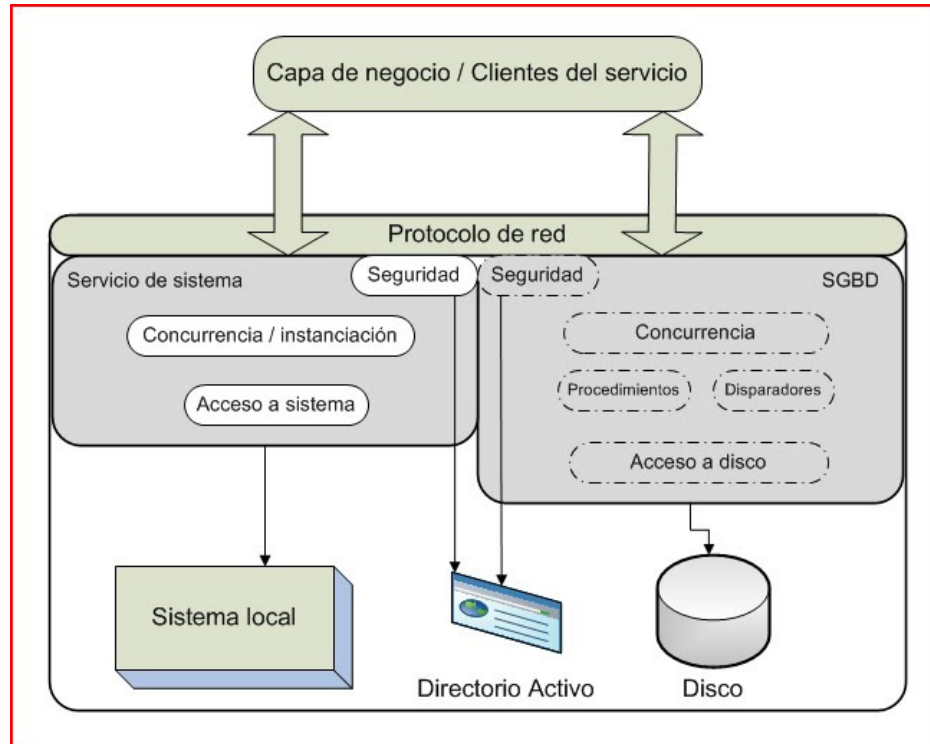 Capa de negocio / Clientes del servicio
Protocolo de red
Servicio de sistema
Seguridad
Seguridad
SGBD
Concurrencia / instanciación
Concurrencia
Procedimientos
Disparadores
Acceso a sistema
Acceso a disco
Sistema local
Directorio Activo
Disco